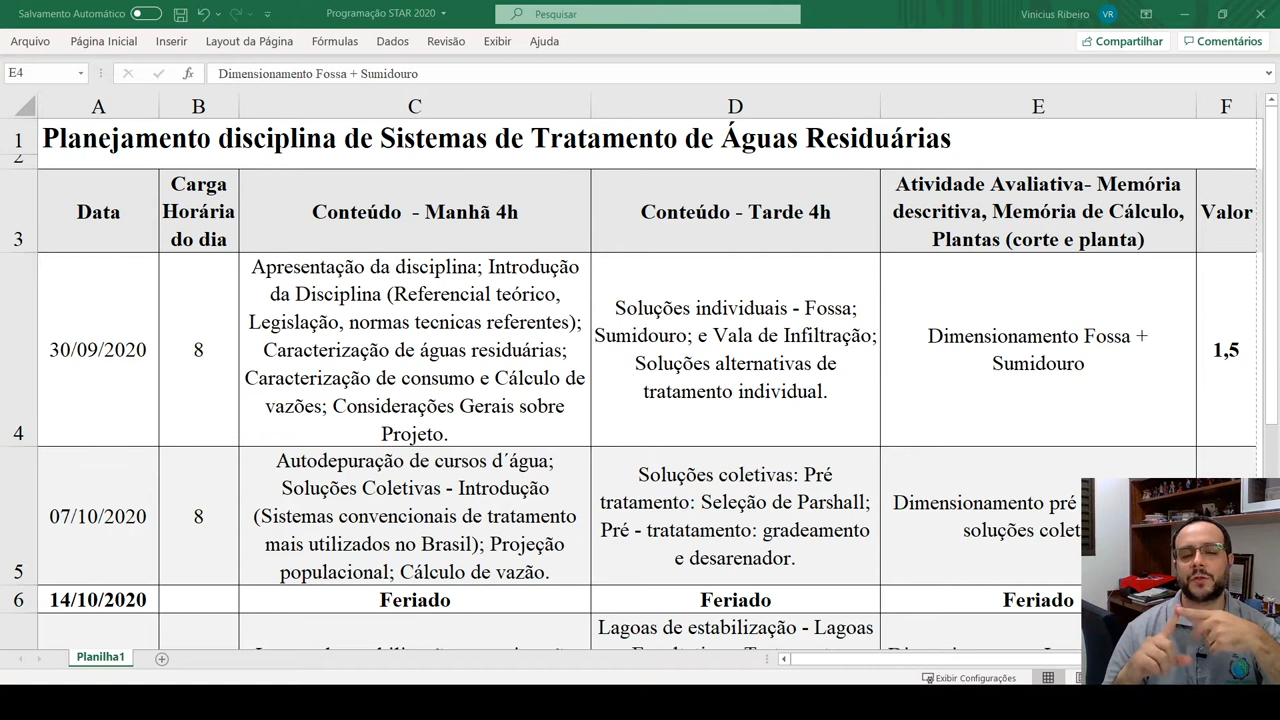 Salvamento Automático
Programação STAR 2020
Pesquisar
Vinicius Ribeiro
VR
Arquivo
Página Inicial
Inserir
Layout da Página
Fórmulas
Dados
Revisão
Exibir
Ajuda
Compartilhar
Comentários
E4
fx
Dimensionamento Fossa + Sumidouro
A
B
C
D
E
F
1
Planejamento disciplina de Sistemas de Tratamento de Águas Residuárias
2
3
Data
Carga
Horária
do dia
Conteúdo - Manhã 4h
Conteúdo - Tarde 4h
Atividade Avaliativa- Memória
descritiva, Memória de Cálculo,
Plantas (corte e planta)
Valor
4
30/09/2020
8
Apresentação da disciplina; Introdução
da Disciplina (Referencial teórico,
Legislação, normas tecnicas referentes);
Caracterização de águas residuárias;
Caracterização de consumo e Cálculo de
vazões; Considerações Gerais sobre
Projeto.
Soluções individuais - Fossa;
Sumidouro; e Vala de Infiltração;
Soluções alternativas de
tratamento individual.
Dimensionamento Fossa +
Sumidouro
1,5
5
07/10/2020
8
Autodepuração de cursos d´água;
Soluções Coletivas - Introdução
(Sistemas convencionais de tratamento
mais utilizados no Brasil); Projeção
populacional; Cálculo de vazão.
Soluções coletivas: Pré
tratamento: Seleção de Parshall;
Pré - tratatamento: gradeamento
e desarenador.
Dimensionamento pré
soluções colet
6
14/10/2020
Feriado
Feriado
Feriado
Lagoas de estabilização - Lagoas
Planilha1
Exibir Configurações